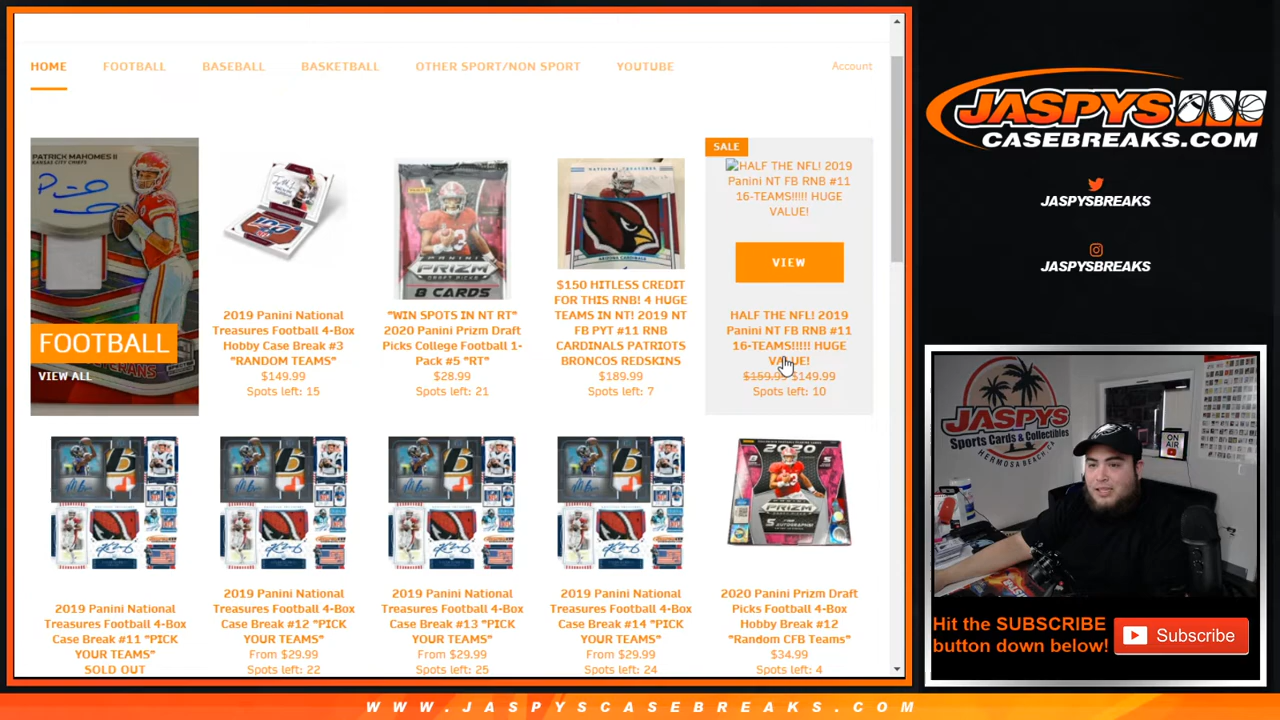 HOME
FOOTBALL
BASEBALL
BASKETBALL
OTHER SPORT/NON SPORT
YOUTUBE
Account
PATRICK MAHOMES II
KANSAS CITY CHIEFS
FOOTBALL
VIEW ALL
2019 Panini National
Treasures Football 4-Box
Hobby Case Break #3
"RANDOM TEAMS"
$149.99
Spots left: 15
PRIZM
DRAFT PICKS
8 CARDS
"WIN SPOTS IN NT RT"
2020 Panini Prizm Draft
Picks College Football 1-
Pack #5 "RT"
$28.99
Spots left: 21
NATIONAL TREASURES
$150 HITLESS CREDIT
FOR THIS RNB! 4 HUGE
TEAMS IN NT! 2019 NT
FB PYT #11 RNB
CARDINALS PATRIOTS
BRONCOS REDSKINS
$189.99
Spots left: 7
SALE
HALF THE NFL! 2019
Panini NT FB RNB #11
16-TEAMS!!!!! HUGE
VALUE!
VIEW
HALF THE NFL! 2019
Panini NT FB RNB #11
16-TEAMS!!!!! HUGE
VALUE!
$159.99 $149.99
Spots left: 10
2019 Panini National
Treasures Football 4-Box
Case Break #11 "PICK
YOUR TEAMS"
SOLD OUT
2019 Panini National
Treasures Football 4-Box
Case Break #12 "PICK
YOUR TEAMS"
From $29.99
Spots left: 22
2019 Panini National
Treasures Football 4-Box
Case Break #13 "PICK
YOUR TEAMS"
From $29.99
Spots left: 25
2019 Panini National
Treasures Football 4-Box
Case Break #14 "PICK
YOUR TEAMS"
From $29.99
Spots left: 24
2020
PRIZM
2020 Panini Prizm Draft
Picks Football 4-Box
Hobby Break #12
"Random CFB Teams"
$34.99
Spots left: 4
JASPYS
CASEBREAKS.COM
JASPYSBREAKS
JASPYSBREAKS
JASPYS
Sports Cards & Collectibles
HERMOSA BEACH, CA
ON
AIR
Hit the SUBSCRIBE
button down below!
Subscribe
WWW.JASPYSCASEBREAKS.COM